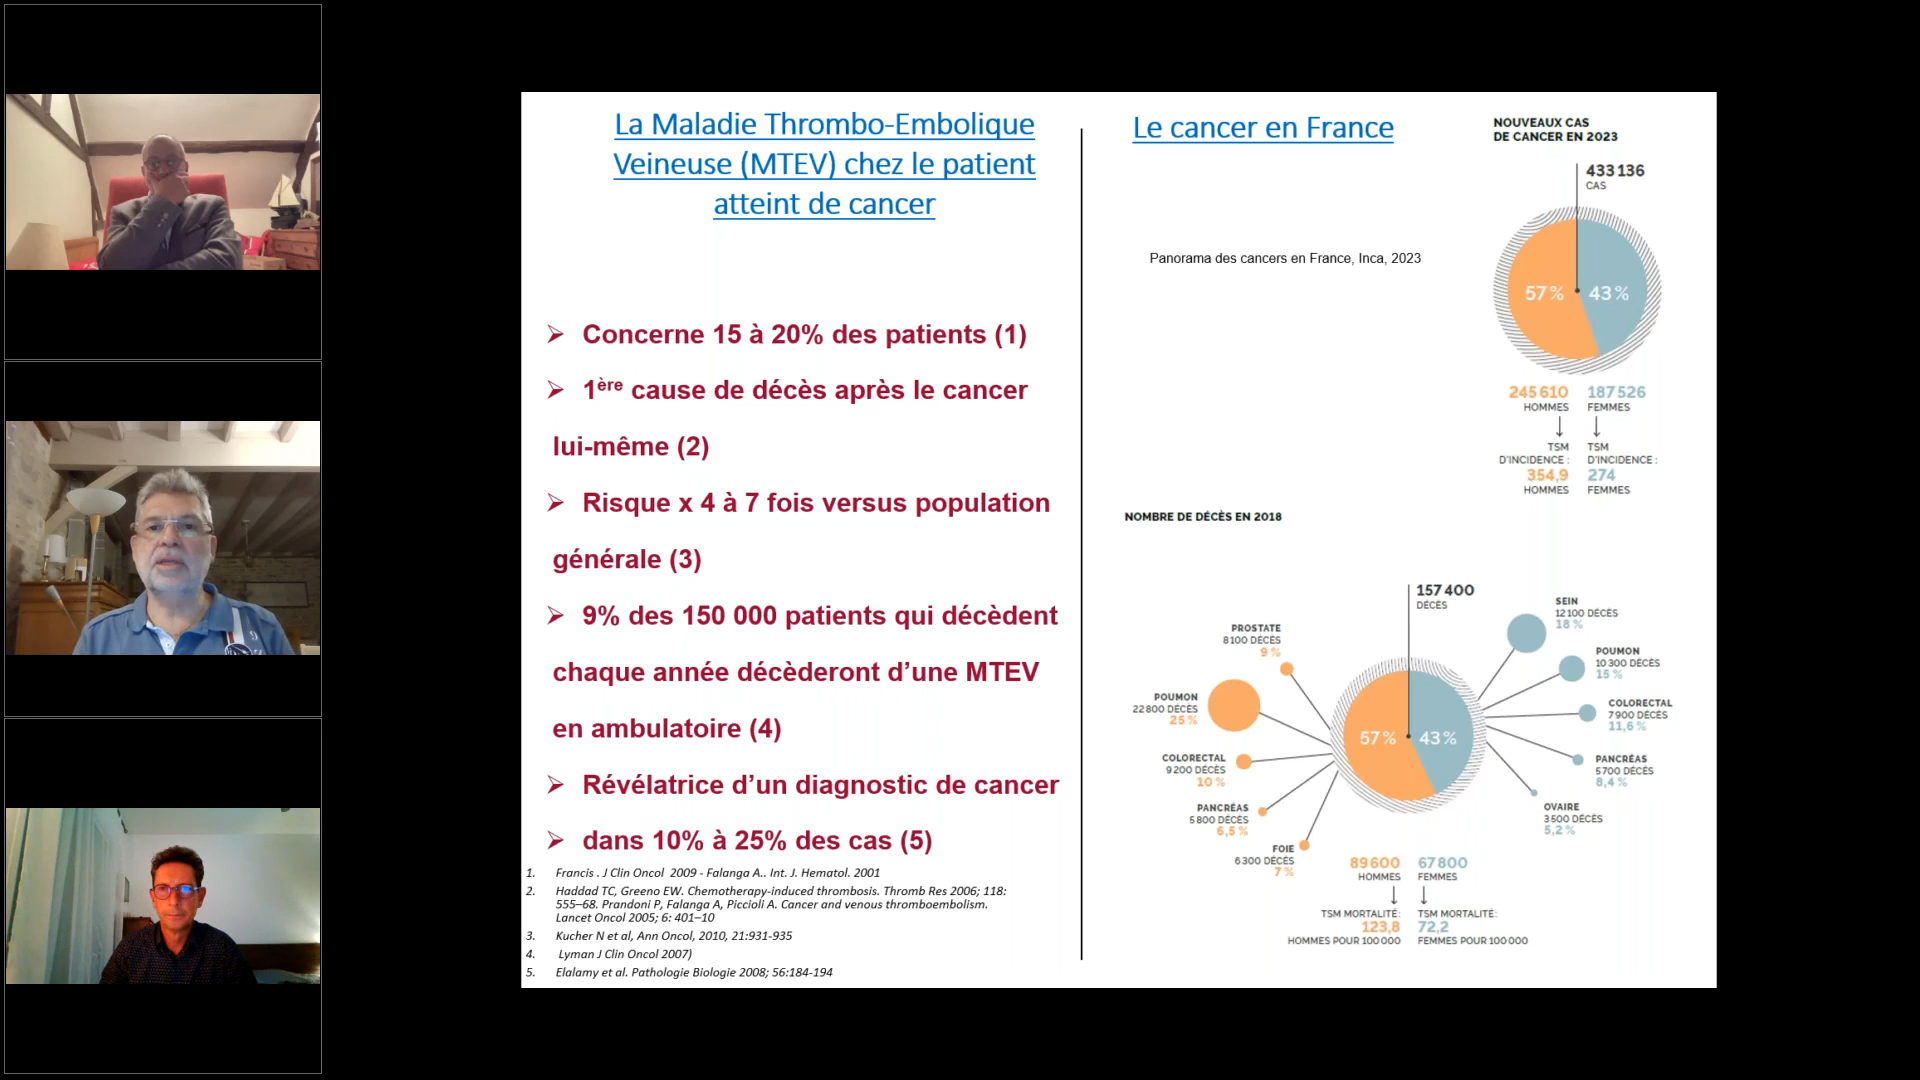 La Maladie Thrombo-Embolique
Veineuse (MTEV) chez le patient
atteint de cancer
➢ Concerne 15 à 20% des patients (1)
➢ 1ère cause de décès après le cancer
lui-même (2)
➢ Risque x 4 à 7 fois versus population
générale (3)
➢ 9% des 150 000 patients qui décèdent
chaque année décèderont d’une MTEV
en ambulatoire (4)
➢ Révélatrice d’un diagnostic de cancer
➢ dans 10% à 25% des cas (5)
1. Francis . J Clin Oncol 2009 - Falanga A.. Int. J. Hematol. 2001
2. Haddad TC, Greeno EW. Chemotherapy-induced thrombosis. Thromb Res 2006; 118:
555–68. Prandoni P, Falanga A, Piccioli A. Cancer and venous thromboembolism.
Lancet Oncol 2005; 6: 401–10
3. Kucher N et al, Ann Oncol, 2010, 21:931-935
4. Lyman J Clin Oncol 2007)
5. Elalamy et al. Pathologie Biologie 2008; 56:184-194
Le cancer en France
Panorama des cancers en France, Inca, 2023
NOUVEAUX CAS
DE CANCER EN 2023
433 136
CAS
57 % 43 %
245 610 187 526
HOMMES FEMMES
TSM TSM
D'INCIDENCE : D'INCIDENCE :
354,9 274
HOMMES FEMMES
NOMBRE DE DÉCÈS EN 2018
157 400
DÉCÈS
57 % 43 %
PROSTATE
8 100 DÉCÈS
9 %
POUMON
22 800 DÉCÈS
25 %
COLORECTAL
9 200 DÉCÈS
10 %
PANCRÉAS
5 800 DÉCÈS
6,5 %
FOIE
6 300 DÉCÈS
7 %
SEIN
12 100 DÉCÈS
18 %
POUMON
10 300 DÉCÈS
15 %
COLORECTAL
7 900 DÉCÈS
11,6 %
PANCRÉAS
5 700 DÉCÈS
8,4 %
OVAIRE
3 500 DÉCÈS
5,2 %
89 600 67 800
HOMMES FEMMES
TSM MORTALITÉ: TSM MORTALITÉ:
123,8 72,2
HOMMES POUR 100 000 FEMMES POUR 100 000